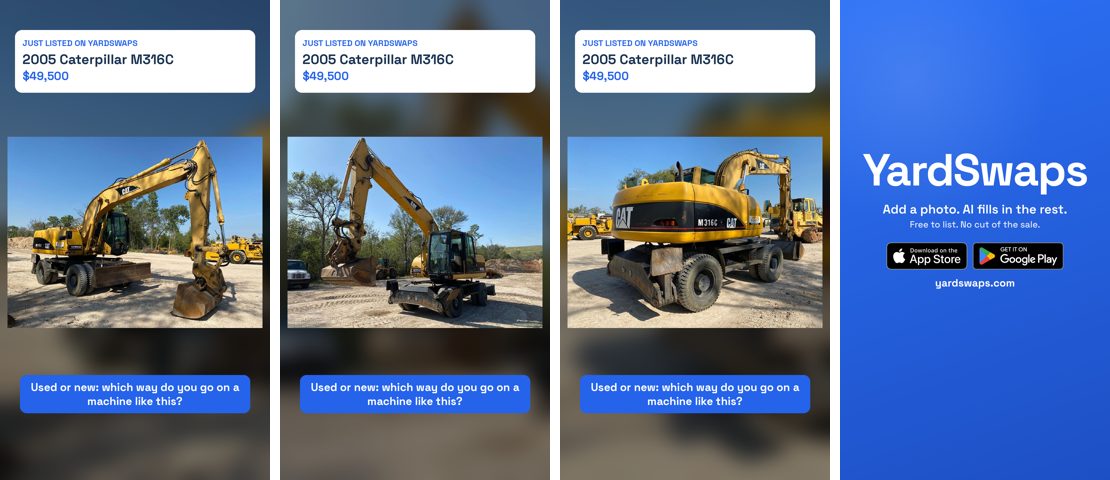 JUST LISTED ON YARDSWAPS
2005 Caterpillar M316C
$49,500
CAT
Used or new: which way do you go on a
machine like this?
JUST LISTED ON YARDSWAPS
2005 Caterpillar M316C
$49,500
Used or new: which way do you go on a
machine like this?
JUST LISTED ON YARDSWAPS
2005 Caterpillar M316C
$49,500
CAT
M316C CAT
Used or new: which way do you go on a
machine like this?
YardSwaps
Add a photo. AI fills in the rest.
Free to list. No cut of the sale.
Download on the
App Store
GET IT ON
Google Play
yardswaps.com